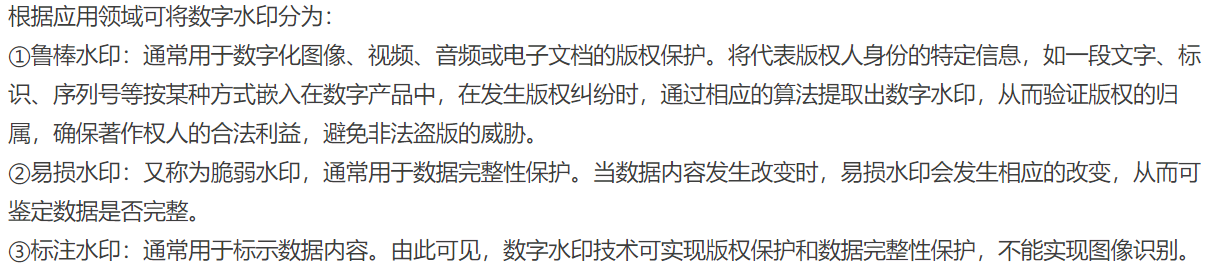 根据应用领域可将数字水印分为：
①鲁棒水印：通常用于数字化图像、视频、音频或电子文档的版权保护。将代表版权人身份的特定信息，如一段文字、标
识、序列号等按某种方式嵌入在数字产品中，在发生版权纠纷时，通过相应的算法提取出数字水印，从而验证版权的归
属，确保著作权人的合法利益，避免非法盗版的威胁。
②易损水印：又称为脆弱水印，通常用于数据完整性保护。当数据内容发生改变时，易损水印会发生相应的改变，从而可
鉴定数据是否完整。
③标注水印：通常用于标示数据内容。由此可见，数字水印技术可实现版权保护和数据完整性保护，不能实现图像识别。